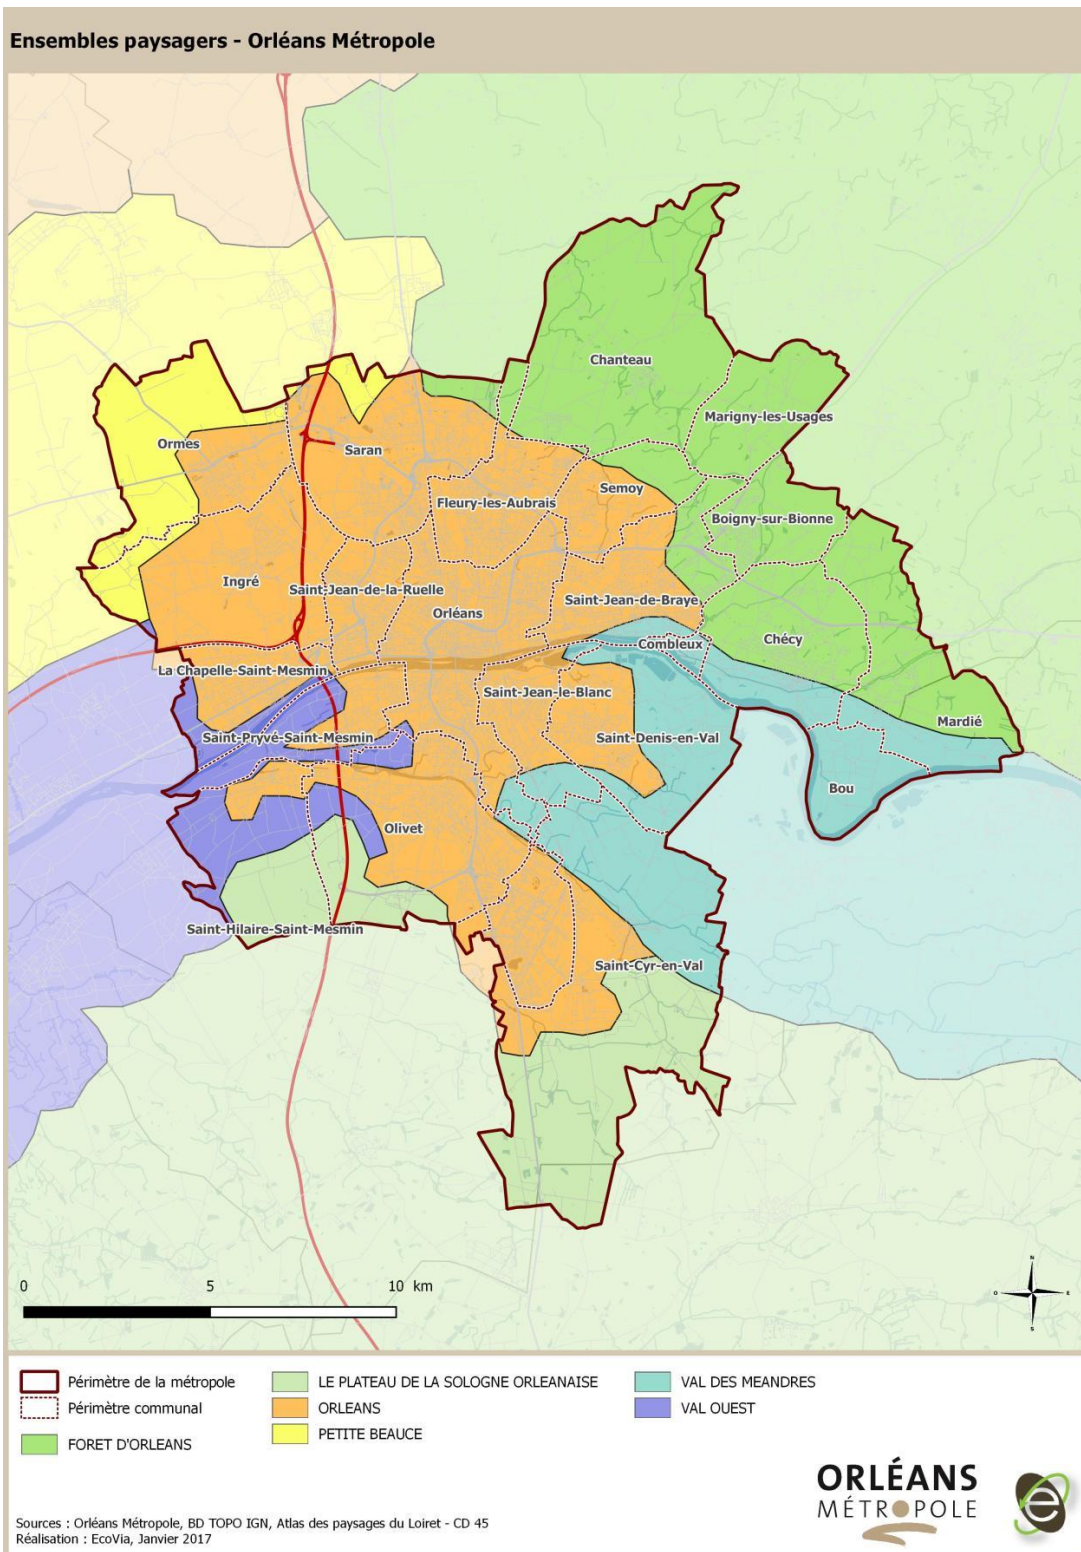 Ensembles paysagers - Orléans Métropole
Chanteau
Marigny-les-Usages
Ormes
Saran
Semoy
Fleury-les-Aubrais
Boigny-sur-Bionne
Ingré
Saint-Jean-de-la-Ruelle
Saint-Jean-de-Braye
Orléans
Chécy
Combleux
La Chapelle-Saint-Mesmin
Saint-Jean-le-Blanc
Mardié
Saint-Pryvé-Saint-Mesmin
Saint-Denis-en-Val
Bou
Olivet
Saint-Hilaire-Saint-Mesmin
Saint-Cyr-en-Val
0 5 10 km
N
O E
S
Périmètre de la métropole
Périmètre communal
FORET D'ORLEANS
LE PLATEAU DE LA SOLOGNE ORLEANAISE
ORLEANS
PETITE BEAUCE
VAL DES MEANDRES
VAL OUEST
ORLÉANS
MÉTROPOLE
e
Sources : Orléans Métropole, BD TOPO IGN, Atlas des paysages du Loiret - CD 45
Réalisation : EcoVia, Janvier 2017